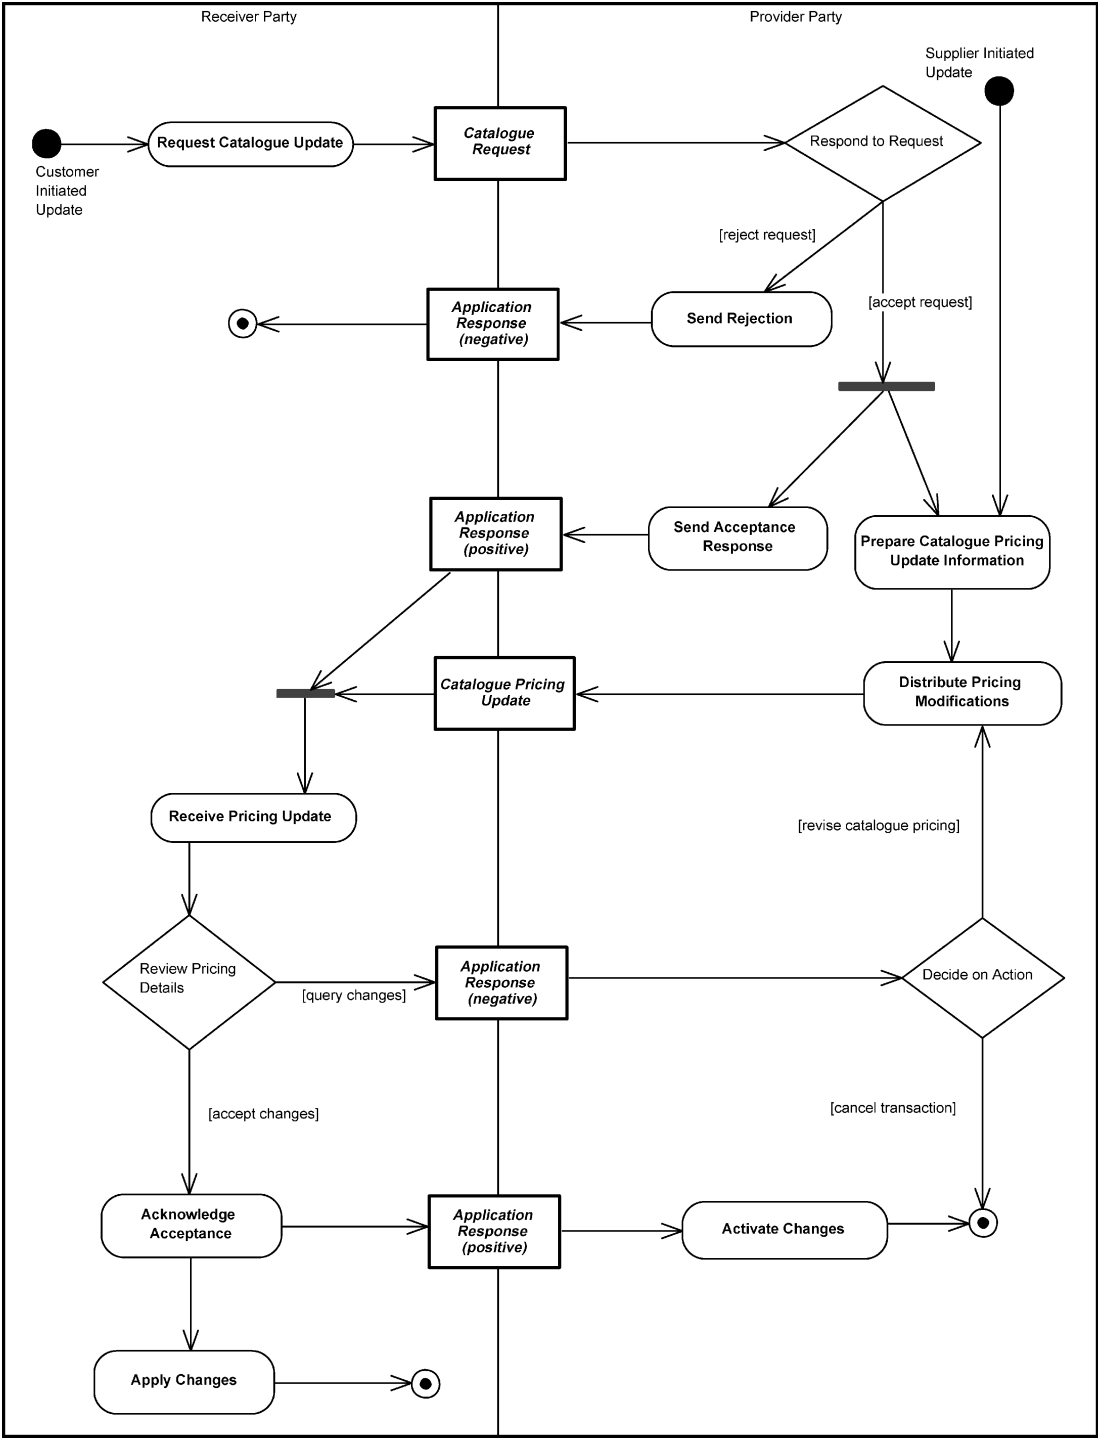 Receiver Party
Provider Party
Supplier Initiated
Update
Customer
Initiated
Update
Request Catalogue Update
Catalogue
Request
Respond to Request
[reject request]
[accept request]
Application
Response
(negative)
Send Rejection
Application
Response
(positive)
Send Acceptance
Response
Prepare Catalogue Pricing
Update Information
Catalogue Pricing
Update
Distribute Pricing
Modifications
Receive Pricing Update
[revise catalogue pricing]
Review Pricing
Details
[query changes]
Application
Response
(negative)
Decide on Action
[accept changes]
[cancel transaction]
Acknowledge
Acceptance
Application
Response
(positive)
Activate Changes
Apply Changes